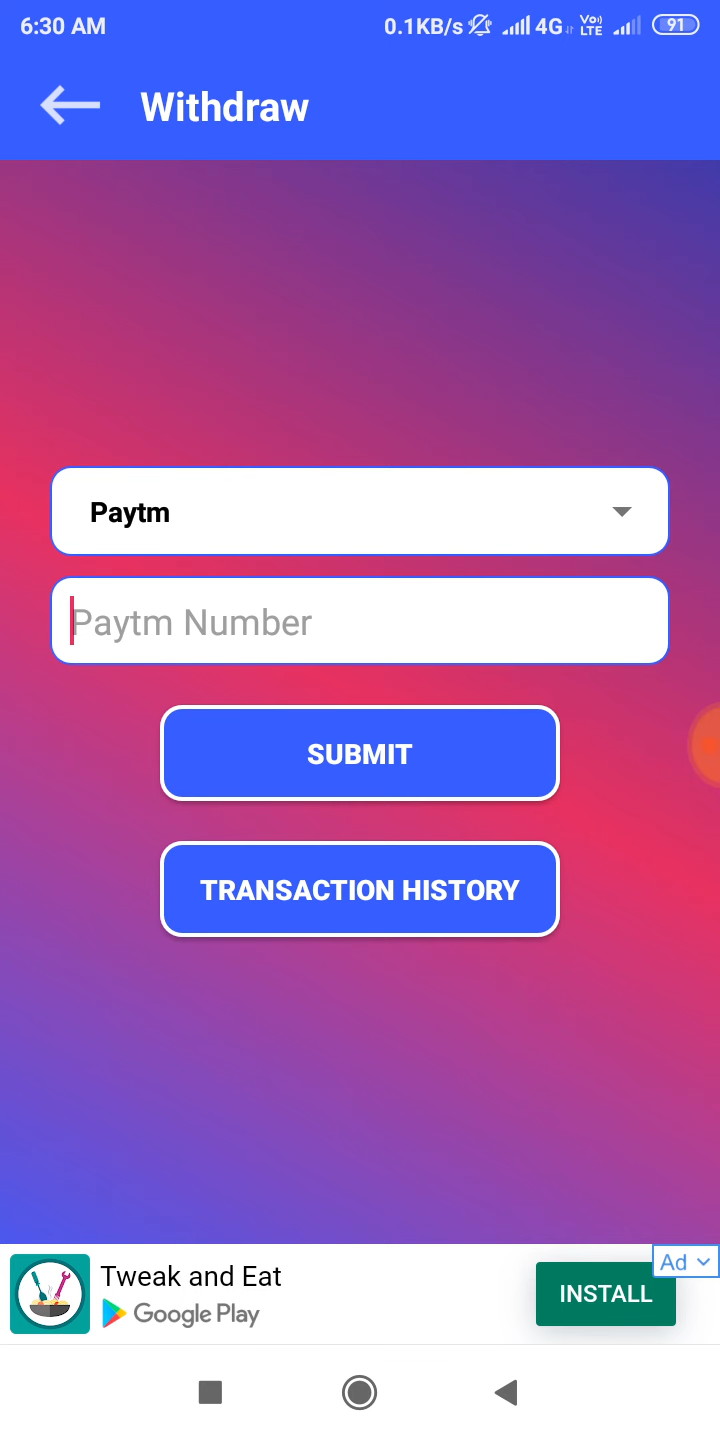 6:30 AM 0.1KB/s 4G Vo) LTE 91
Withdraw
Paytm
Paytm Number
SUBMIT
TRANSACTION HISTORY
Ad
Tweak and Eat
Google Play
INSTALL